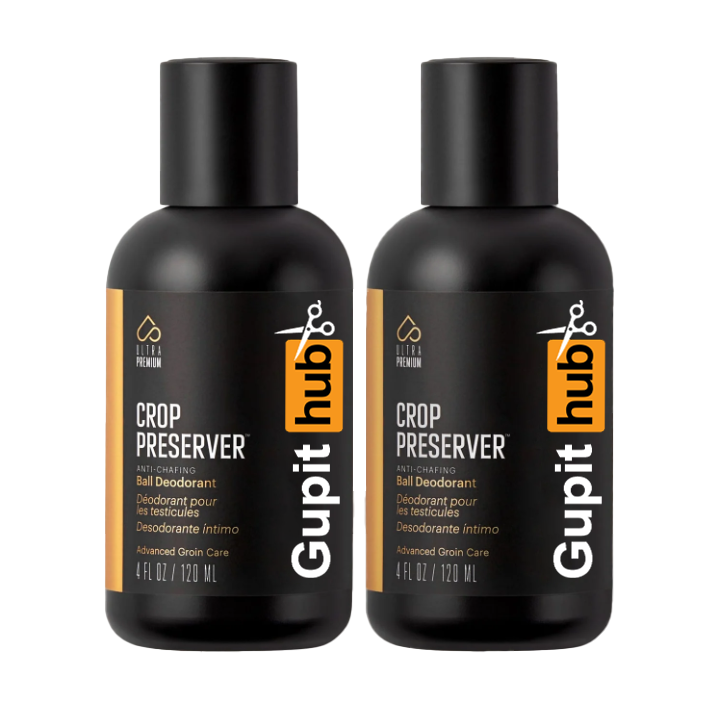 ULTRA
PREMIUM
CROP
PRESERVER™
ANTI-CHAFING
Ball Deodorant
Déodorant pour
les testicules
Desodorante íntimo
Advanced Groin Care
4 FL OZ / 120 ML
Gupit hub
ULTRA
PREMIUM
CROP
PRESERVER™
ANTI-CHAFING
Ball Deodorant
Déodorant pour
les testicules
Desodorante íntimo
Advanced Groin Care
4 FL OZ / 120 ML
Gupit hub